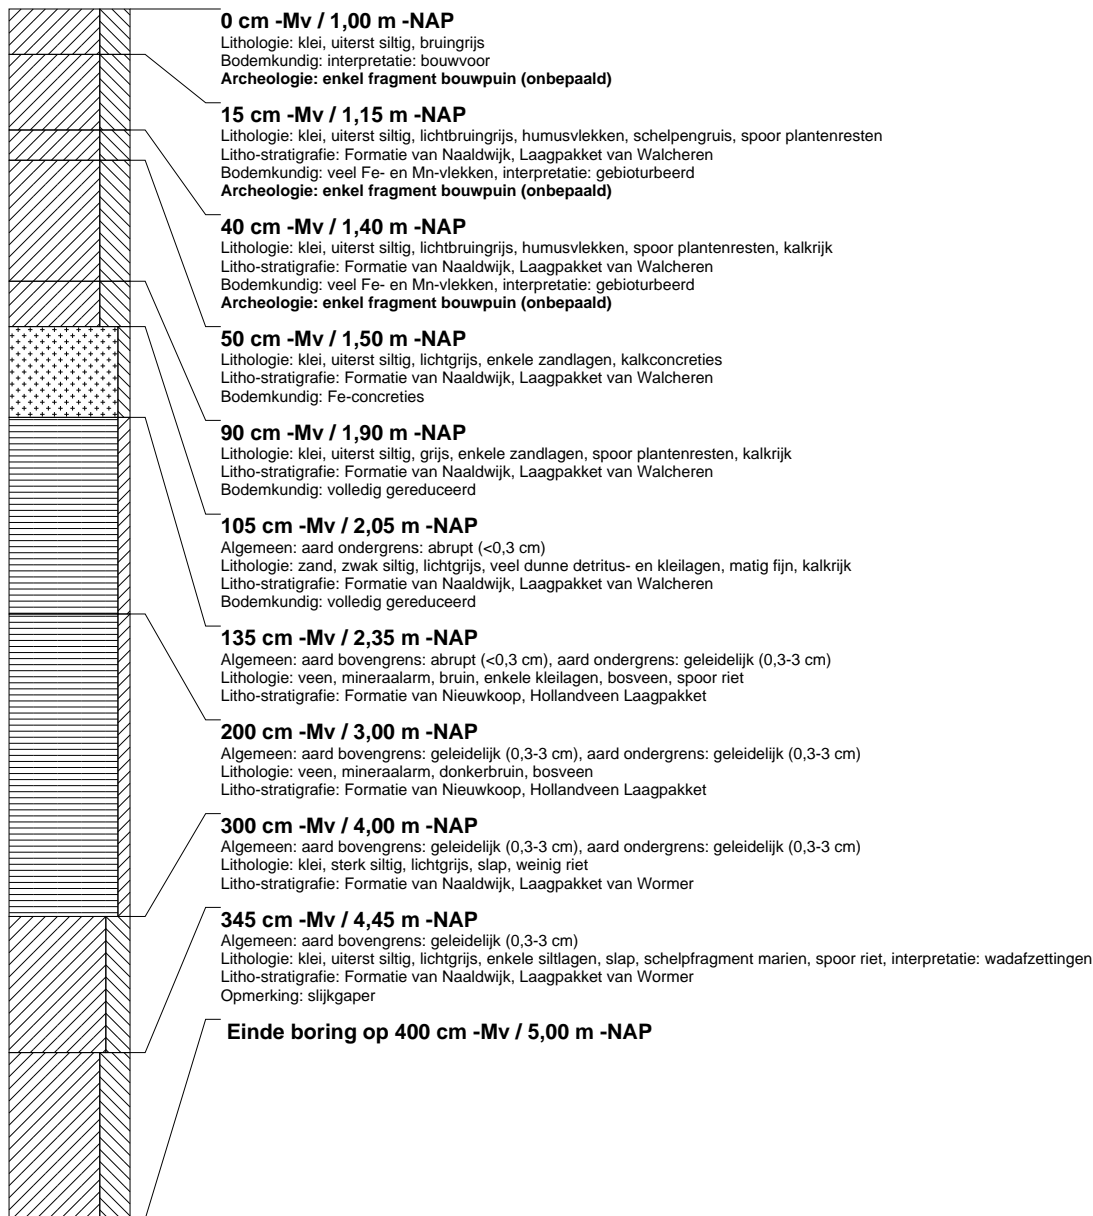 0 cm -Mv / 1,00 m -NAP
Lithologie: klei, uiterst siltig, bruingrijs
Bodemkundig: interpretatie: bouwvoor
Archeologie: enkel fragment bouwpuin (onbepaald)
15 cm -Mv / 1,15 m -NAP
Lithologie: klei, uiterst siltig, lichtbruingrijs, humusvlekken, schelpengruis, spoor plantenresten
Litho-stratigrafie: Formatie van Naaldwijk, Laagpakket van Walcheren
Bodemkundig: veel Fe- en Mn-vlekken, interpretatie: gebioturbeerd
Archeologie: enkel fragment bouwpuin (onbepaald)
40 cm -Mv / 1,40 m -NAP
Lithologie: klei, uiterst siltig, lichtbruingrijs, humusvlekken, spoor plantenresten, kalkrijk
Litho-stratigrafie: Formatie van Naaldwijk, Laagpakket van Walcheren
Bodemkundig: veel Fe- en Mn-vlekken, interpretatie: gebioturbeerd
Archeologie: enkel fragment bouwpuin (onbepaald)
50 cm -Mv / 1,50 m -NAP
Lithologie: klei, uiterst siltig, lichtgrijs, enkele zandlagen, kalkconcreties
Litho-stratigrafie: Formatie van Naaldwijk, Laagpakket van Walcheren
Bodemkundig: Fe-concreties
90 cm -Mv / 1,90 m -NAP
Lithologie: klei, uiterst siltig, grijs, enkele zandlagen, spoor plantenresten, kalkrijk
Litho-stratigrafie: Formatie van Naaldwijk, Laagpakket van Walcheren
Bodemkundig: volledig gereduceerd
105 cm -Mv / 2,05 m -NAP
Algemeen: aard ondergrens: abrupt (<0,3 cm)
Lithologie: zand, zwak siltig, lichtgrijs, veel dunne detritus- en kleilagen, matig fijn, kalkrijk
Litho-stratigrafie: Formatie van Naaldwijk, Laagpakket van Walcheren
Bodemkundig: volledig gereduceerd
135 cm -Mv / 2,35 m -NAP
Algemeen: aard bovengrens: abrupt (<0,3 cm), aard ondergrens: geleidelijk (0,3-3 cm)
Lithologie: veen, mineraalarm, bruin, enkele kleilagen, bosveen, spoor riet
Litho-stratigrafie: Formatie van Nieuwkoop, Hollandveen Laagpakket
200 cm -Mv / 3,00 m -NAP
Algemeen: aard bovengrens: geleidelijk (0,3-3 cm), aard ondergrens: geleidelijk (0,3-3 cm)
Lithologie: veen, mineraalarm, donkerbruin, bosveen
Litho-stratigrafie: Formatie van Nieuwkoop, Hollandveen Laagpakket
300 cm -Mv / 4,00 m -NAP
Algemeen: aard bovengrens: geleidelijk (0,3-3 cm), aard ondergrens: geleidelijk (0,3-3 cm)
Lithologie: klei, sterk siltig, lichtgrijs, slap, weinig riet
Litho-stratigrafie: Formatie van Naaldwijk, Laagpakket van Wormer
345 cm -Mv / 4,45 m -NAP
Algemeen: aard bovengrens: geleidelijk (0,3-3 cm)
Lithologie: klei, uiterst siltig, lichtgrijs, enkele siltlagen, slap, schelpfragment marien, spoor riet, interpretatie: wadafzettingen
Litho-stratigrafie: Formatie van Naaldwijk, Laagpakket van Wormer
Opmerking: slijkgaper
Einde boring op 400 cm -Mv / 5,00 m -NAP